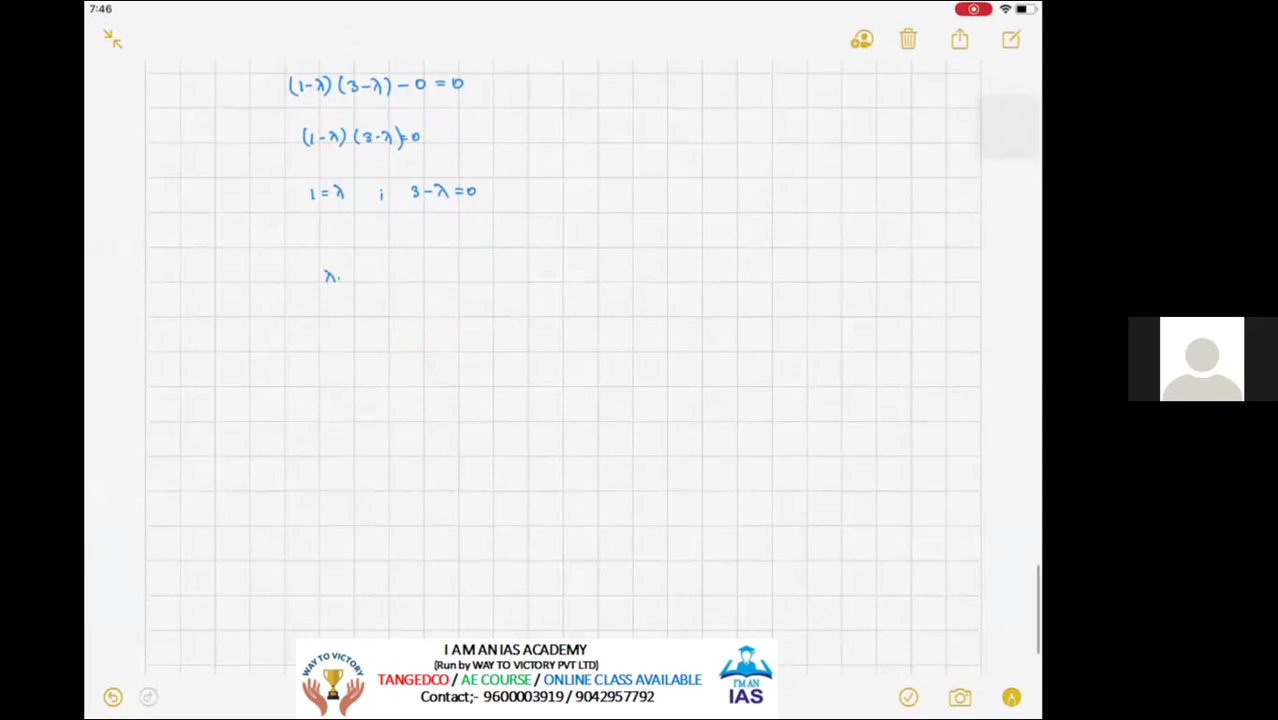 7:46
(1-λ) (3-λ) - 0 = 0
(1-λ) (3-λ) = 0
1 = λ ; 3-λ = 0
λ.
I AM AN IAS ACADEMY
(Run by WAY TO VICTORY PVT LTD)
TANGEDCO / AE COURSE / ONLINE CLASS AVAILABLE
Contact;- 9600003919 / 9042957792
WAY TO VICTORY
I'M AN
IAS